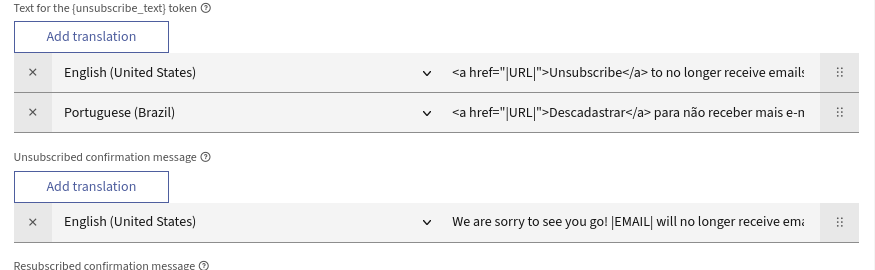 Text for the {unsubscribe_text} token
Add translation
English (United States) <a href="|URL|">Unsubscribe</a> to no longer receive emails
Portuguese (Brazil) <a href="|URL|">Descadastrar</a> para não receber mais
Unsubscribed confirmation message
Add translation
English (United States) We are sorry to see you go! |EMAIL| will no longer receive
Resubscribed confirmation message